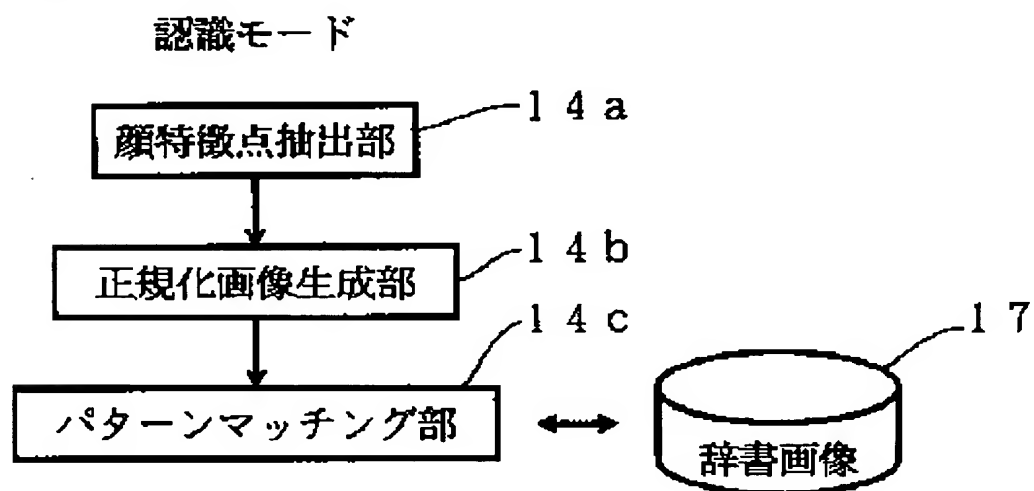 認識モード
顔特徴点抽出部
１４ａ
正規化画像生成部
１４ｂ
パターンマッチング部
１４ｃ
辞書画像
１７